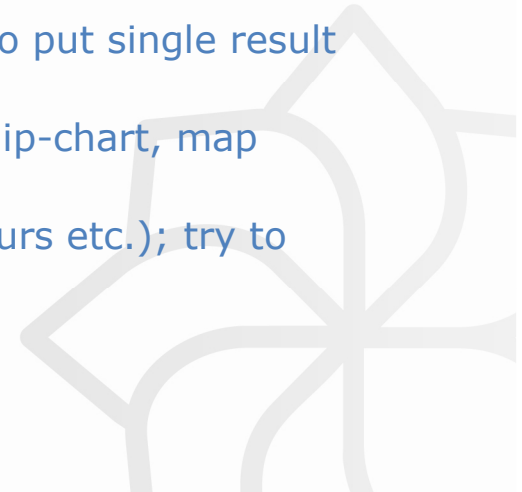 o put single result
ip-chart, map
urs etc.); try to